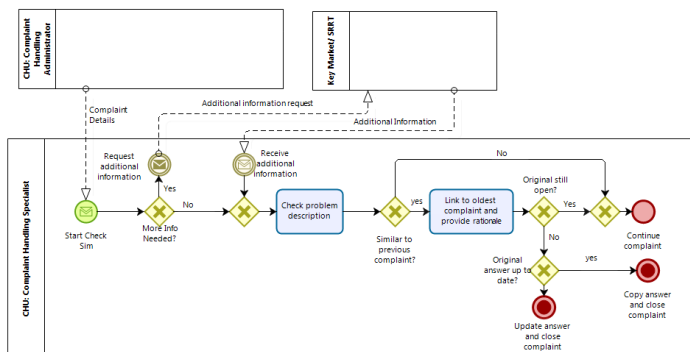 CHU: Complaint
Handling
Administrator
Key Market/ SRRT
Complaint
Details
Additional information request
Additional Information
CHU: Complaint Handling Specialist
Request
additional
information
Receive
additional
information
Start Check
Sim
Yes
No
More Info
Needed?
Check problem
description
No
yes
Similar to
previous
complaint?
Link to oldest
complaint and
provide rationale
Original still
open?
Yes
No
Continue
complaint
Original
answer up to
date?
yes
Copy answer
and close
complaint
Update answer
and close
complaint